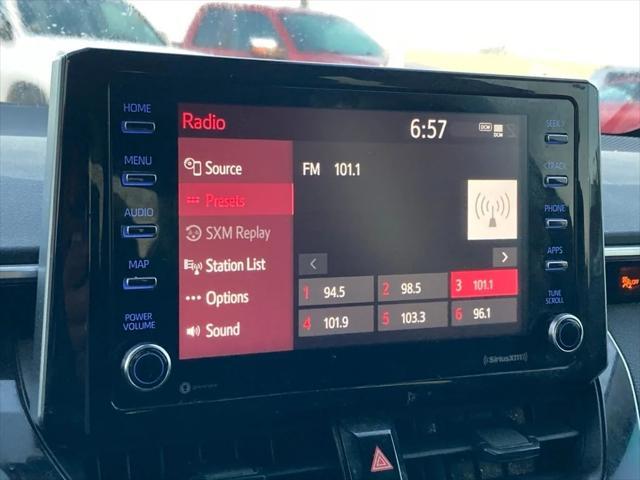 HOME
MENU
AUDIO
MAP
POWER
VOLUME
Radio
6:57
DCM
DCM
Source
Presets
SXM Replay
Station List
Options
Sound
FM 101.1
1 94.5 2 98.5 3 101.1
4 101.9 5 103.3 6 96.1
SEEK
TRACK
PHONE
APPS
TUNE
SCROLL
SiriusXM